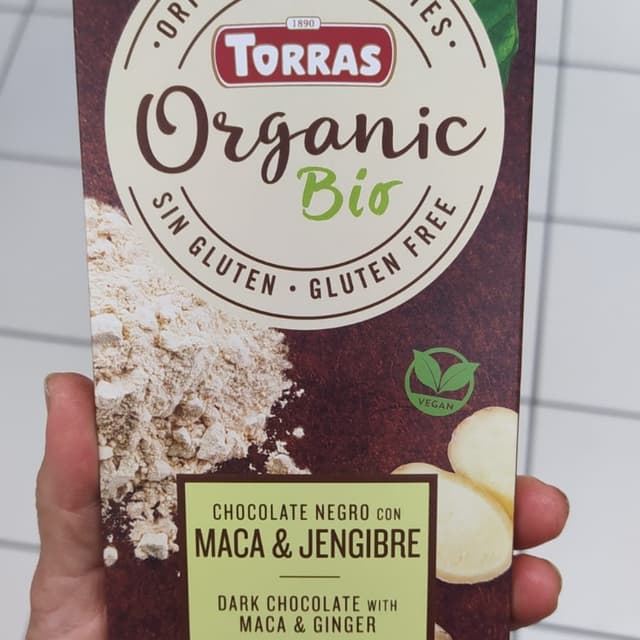 1890
TORRAS
Organic
Bio
SIN GLUTEN · GLUTEN FREE
VEGAN
CHOCOLATE NEGRO CON
MACA & JENGIBRE
DARK CHOCOLATE WITH
MACA & GINGER